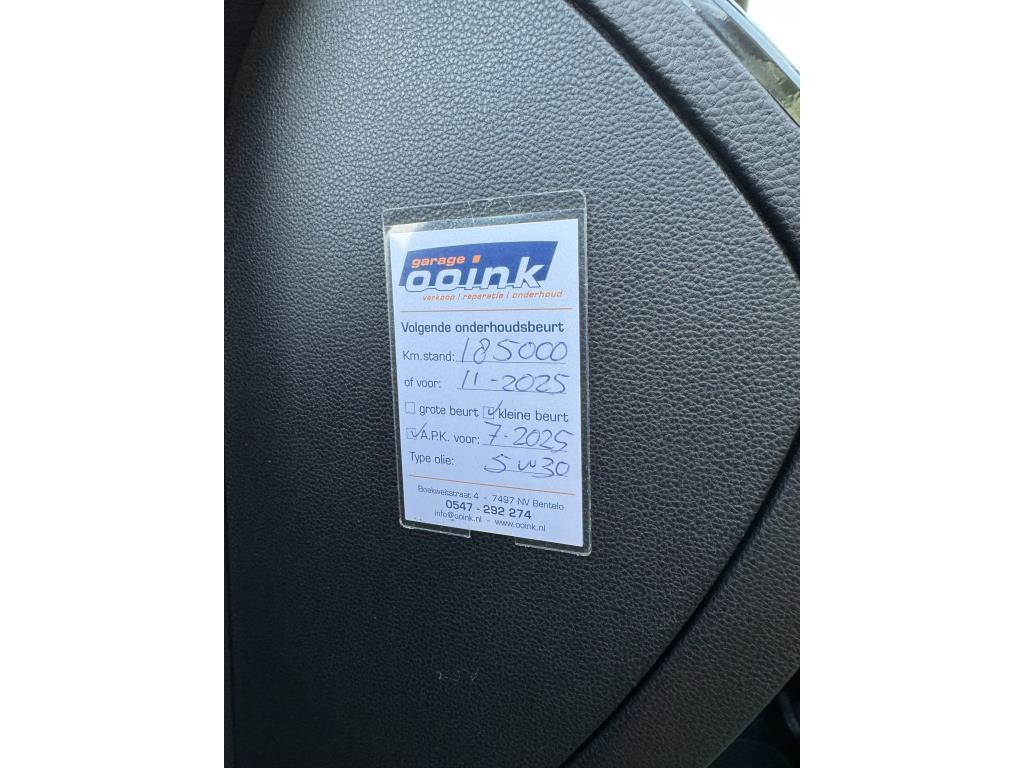 garage
ooink
verkoop | reparatie | onderhoud
Volgende onderhoudsbeurt
Km.stand: 185000
of voor: 11-2025
grote beurt kleine beurt
A.P.K. voor: 7-2025
Type olie: 5w30
Boekweitstraat 4 - 7497 NV Bentelo
0547 - 292 274
info@ooink.nl - www.ooink.nl